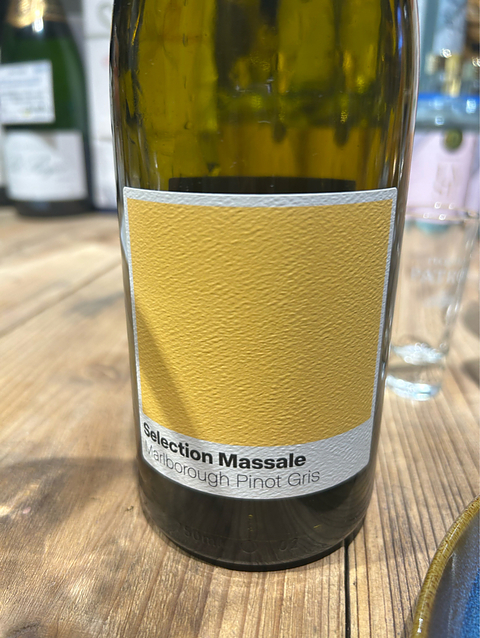 Selection Massale
Marlborough Pinot Gris